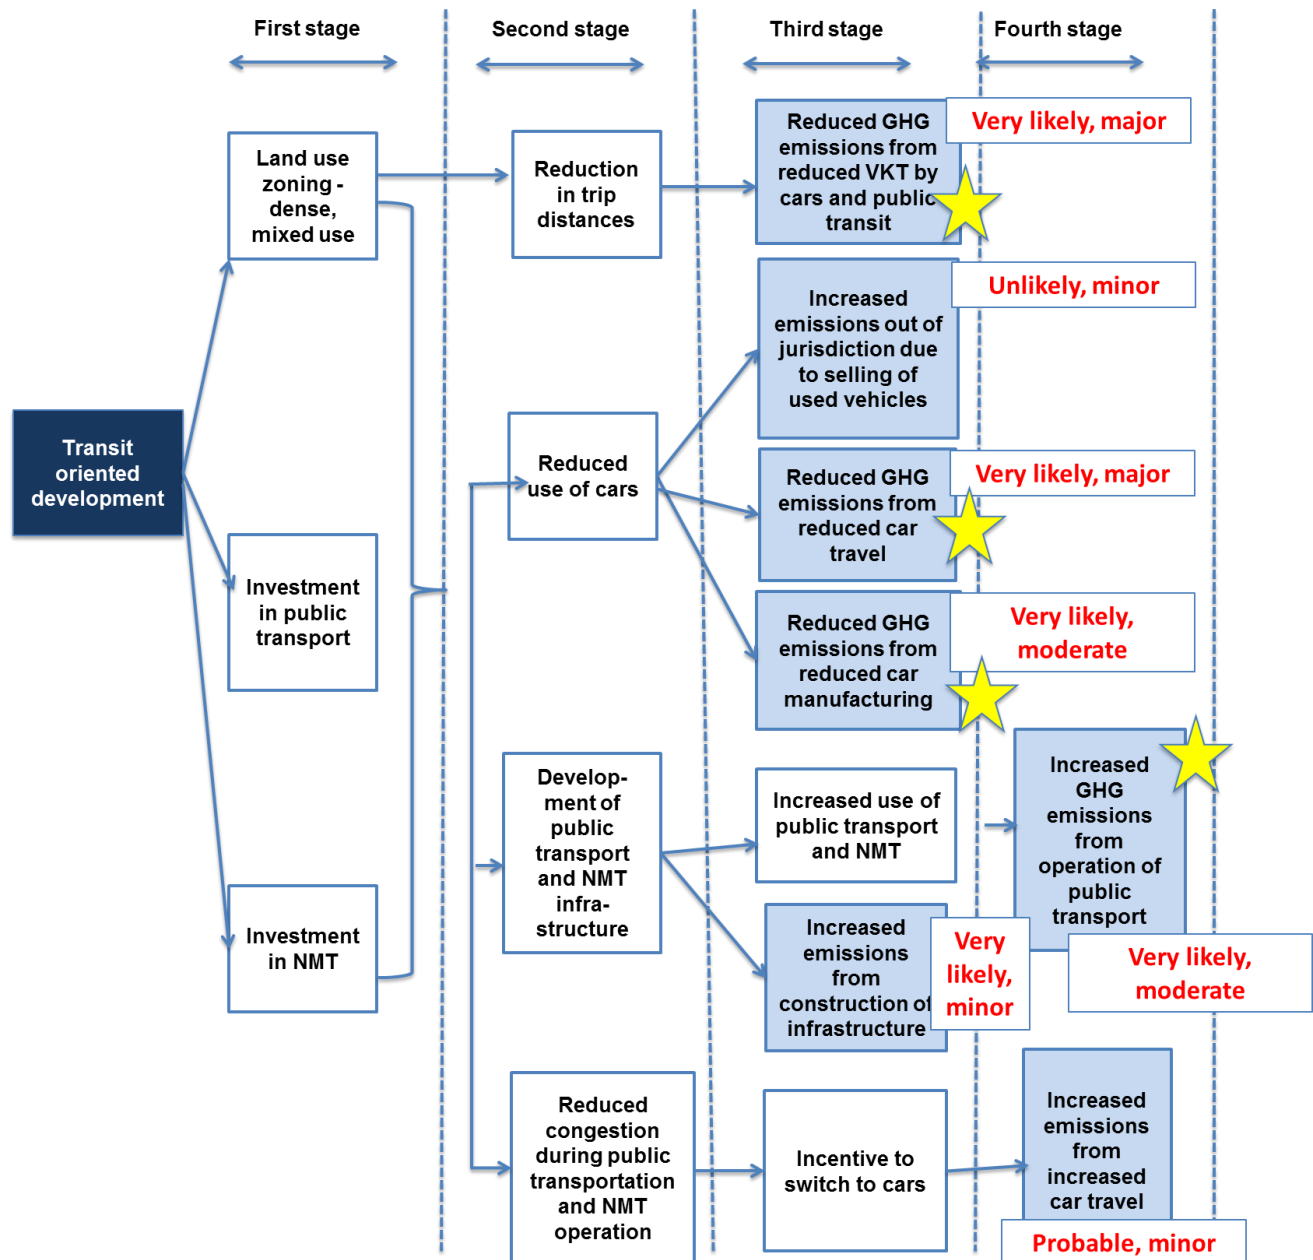 First stage
Second stage
Third stage
Fourth stage
Transit
oriented
development
Land use
zoning -
dense,
mixed use
Investment
in public
transport
Investment
in NMT
Reduction
in trip
distances
Reduced
use of cars
Develop-
ment of
public
transport
and NMT
infra-
structure
Reduced
congestion
during public
transportation
and NMT
operation
Reduced GHG
emissions from
reduced VKT by
cars and public
transit
Very likely, major
Increased
emissions out of
jurisdiction due
to selling of
used vehicles
Unlikely, minor
Reduced GHG
emissions from
reduced car
travel
Very likely, major
Reduced GHG
emissions from
reduced car
manufacturing
Very likely,
moderate
Increased use of
public transport
and NMT
Increased
emissions
from
construction of
infrastructure
Very
likely,
minor
Incentive to
switch to cars
Increased
GHG
emissions
from
operation of
public
transport
Very likely,
moderate
Increased
emissions
from
increased
car travel
Probable, minor